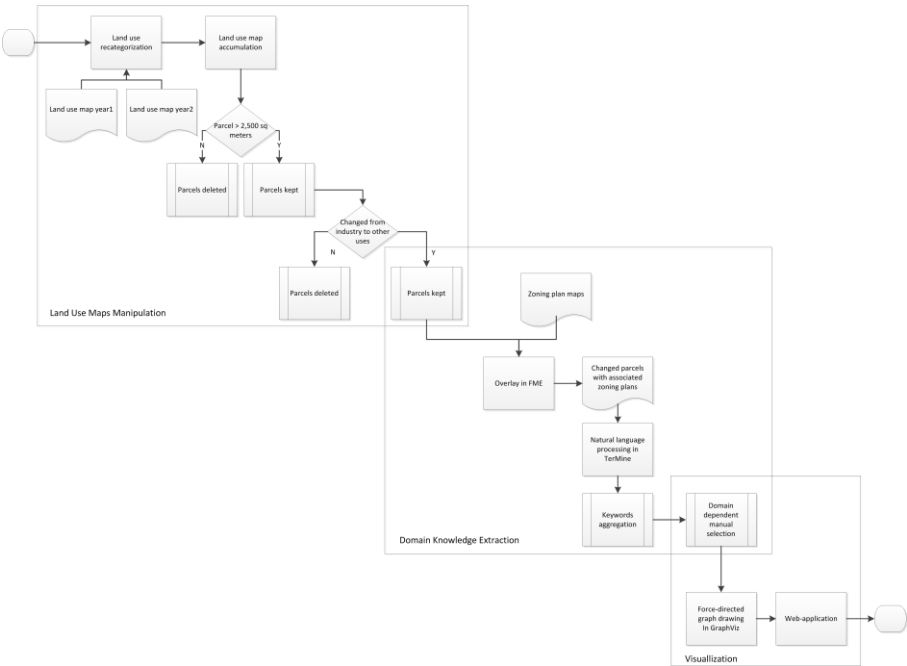 Land use
recategorization
Land use map
accumulation
Land use map year1
Land use map year2
Parcel > 2,500 sq
meters
N
Y
Parcels deleted
Parcels kept
Changed from
industry to other
uses
N
Y
Parcels deleted
Parcels kept
Zoning plan maps
Land Use Maps Manipulation
Overlay in FME
Changed parcels
with associated
zoning plans
Natural language
processing in
TerMine
Keywords
aggregation
Domain
dependent
manual
selection
Domain Knowledge Extraction
Force-directed
graph drawing
In GraphViz
Web-application
Visuallization